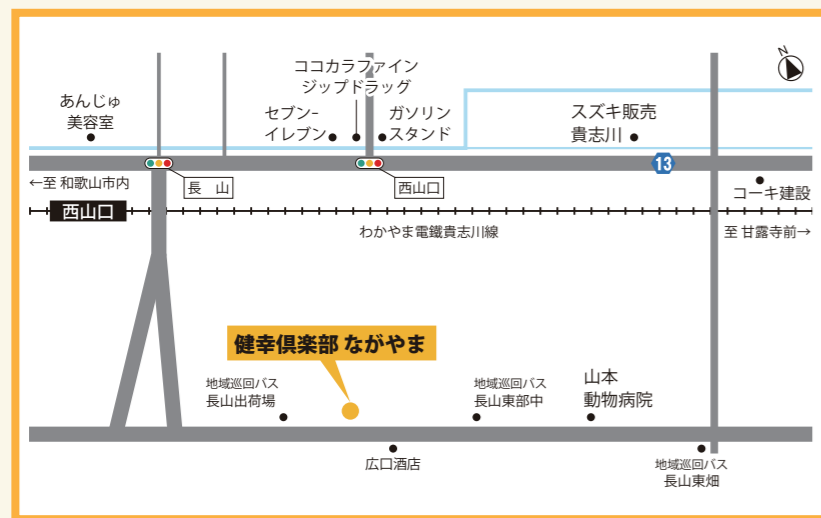 N
ココカラファイン
ジップドラッグ
あんじゅ
美容室
セブン-
イレブン
ガソリン
スタンド
スズキ販売
貴志川
13
←至 和歌山市内
長　山
西山口
コーキ建設
西山口
わかやま電鐵貴志川線
至 甘露寺前→
健幸倶楽部 ながやま
地域巡回バス
長山出荷場
地域巡回バス
長山東部中
山本
動物病院
広口酒店
地域巡回バス
長山東畑